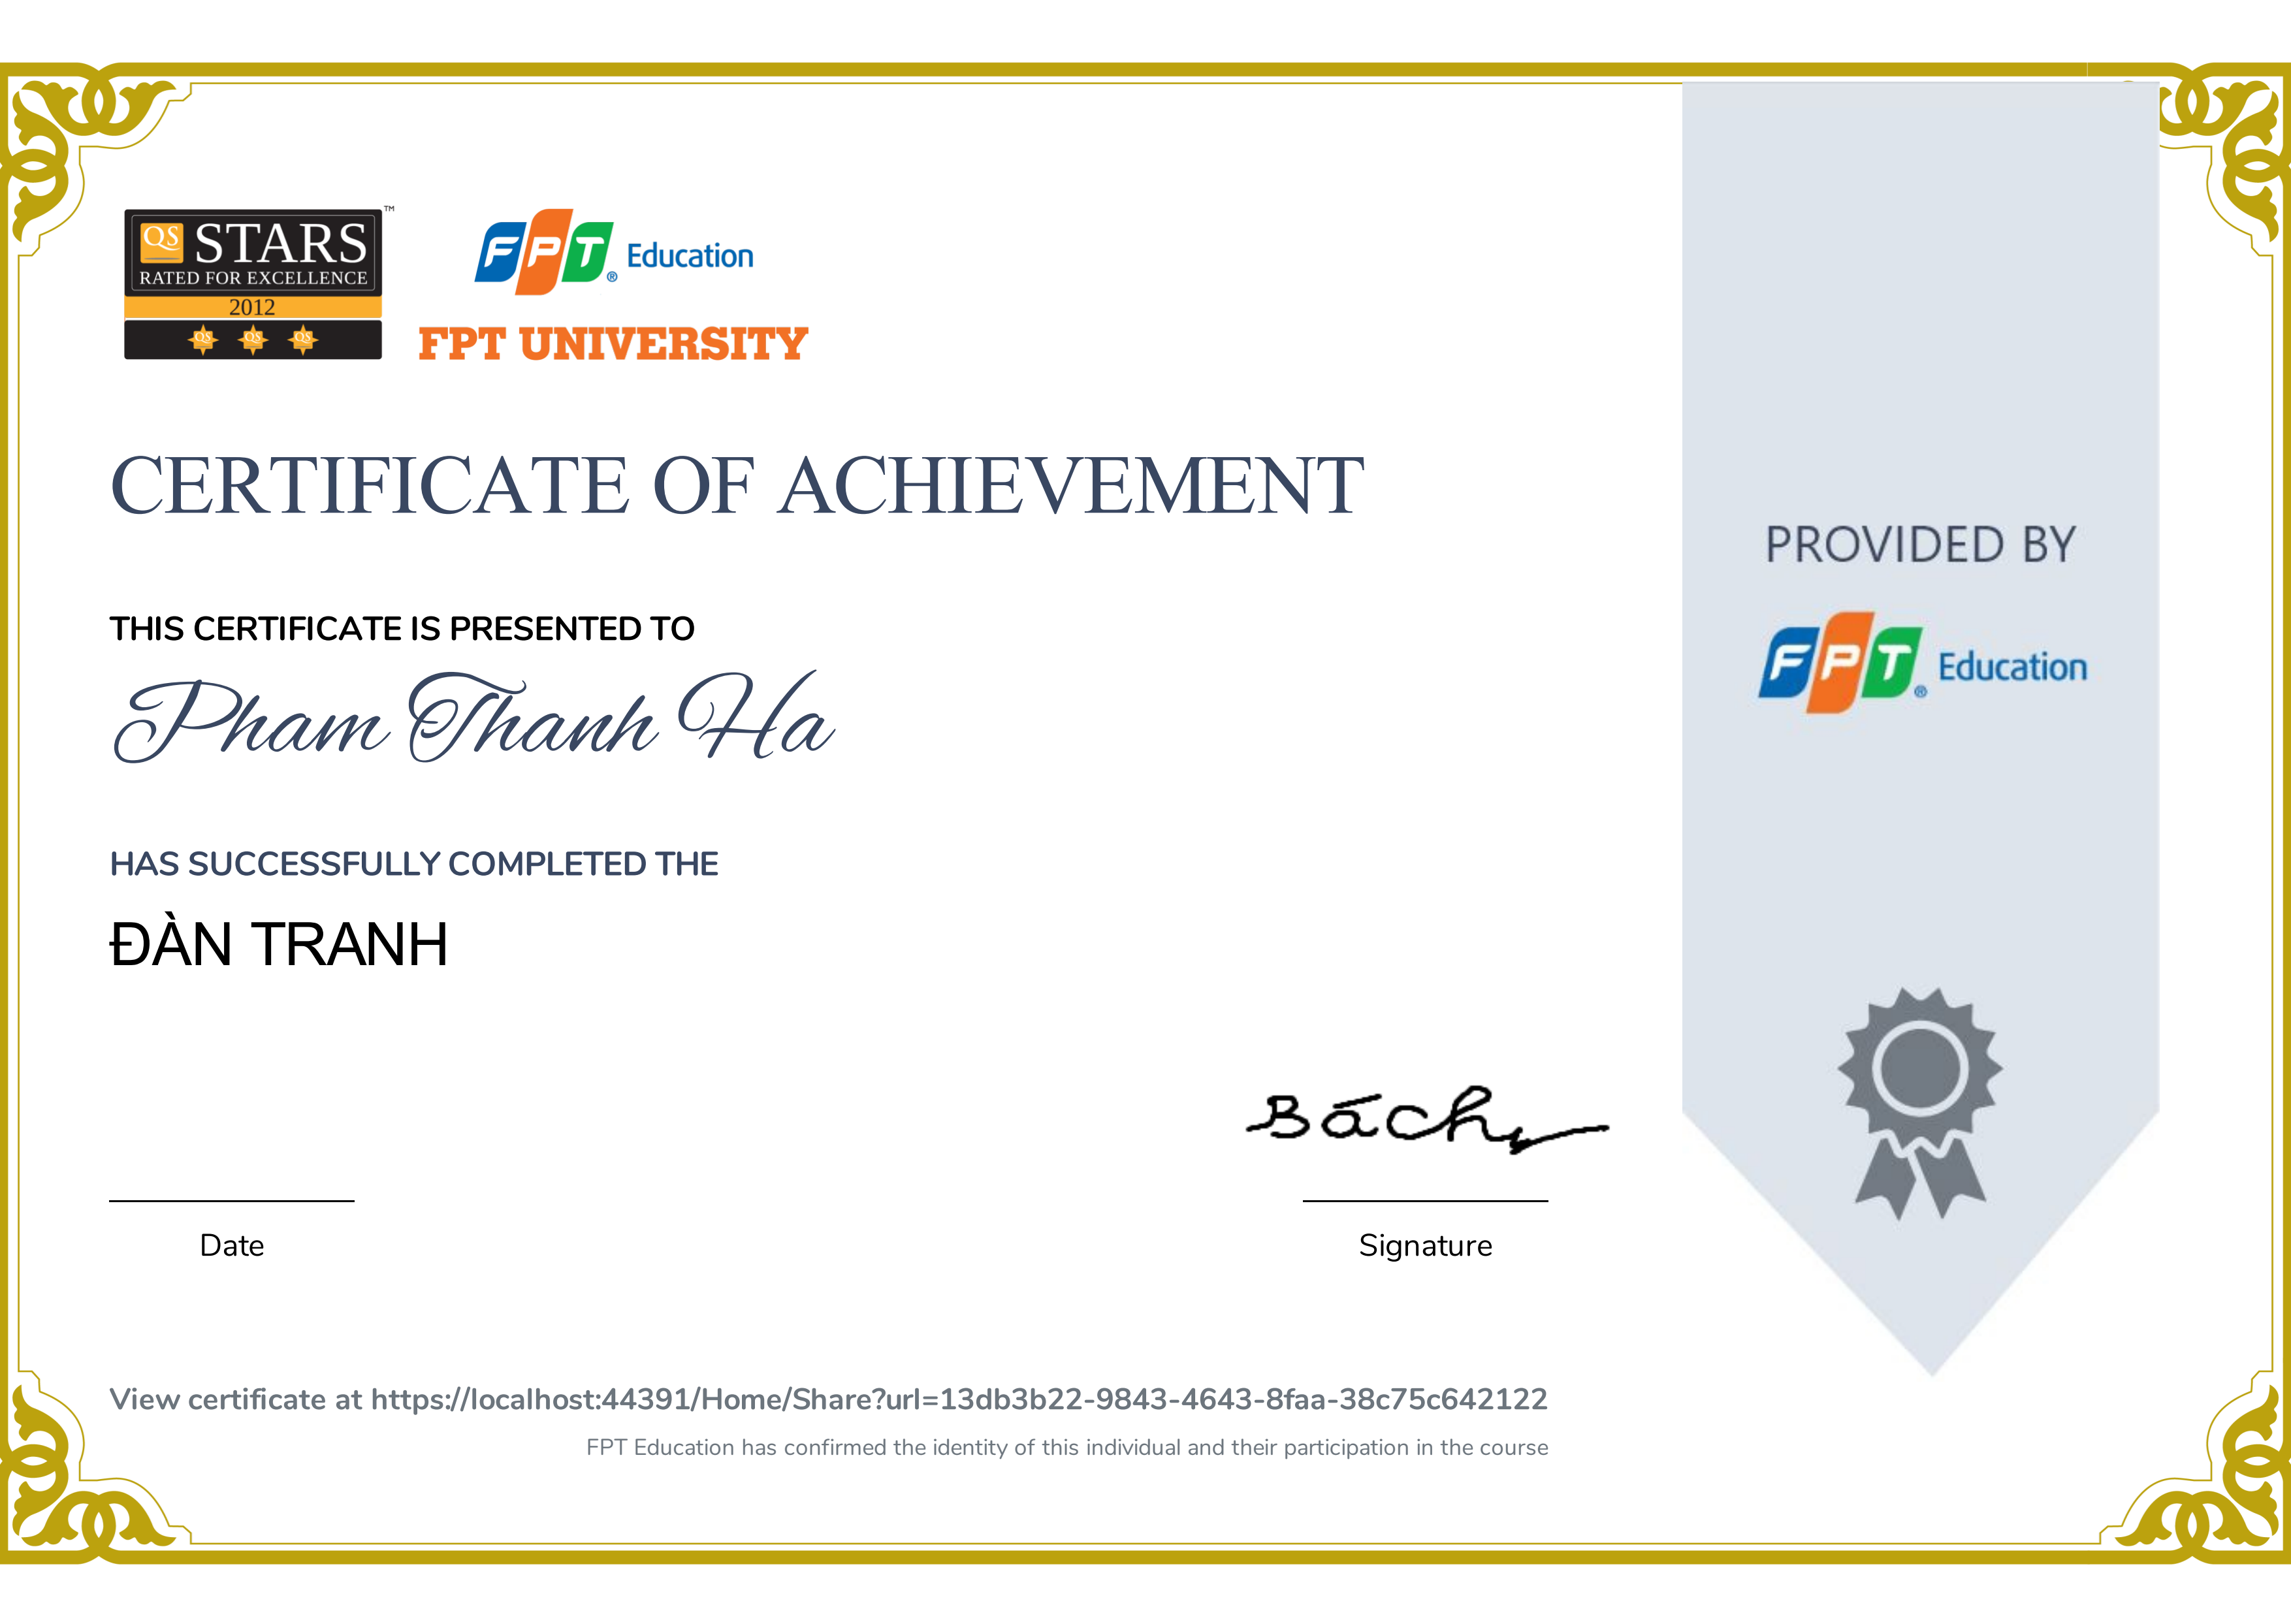 QS STARS™
RATED FOR EXCELLENCE
2012
QS QS QS
FPT® Education
FPT UNIVERSITY
CERTIFICATE OF ACHIEVEMENT
THIS CERTIFICATE IS PRESENTED TO
Pham Thanh Ha
HAS SUCCESSFULLY COMPLETED THE
ĐÀN TRANH
Bách
Date
Signature
View certificate at https://localhost:44391/Home/Share?url=13db3b22-9843-4643-8faa-38c75c642122
FPT Education has confirmed the identity of this individual and their participation in the course
PROVIDED BY
FPT® Education